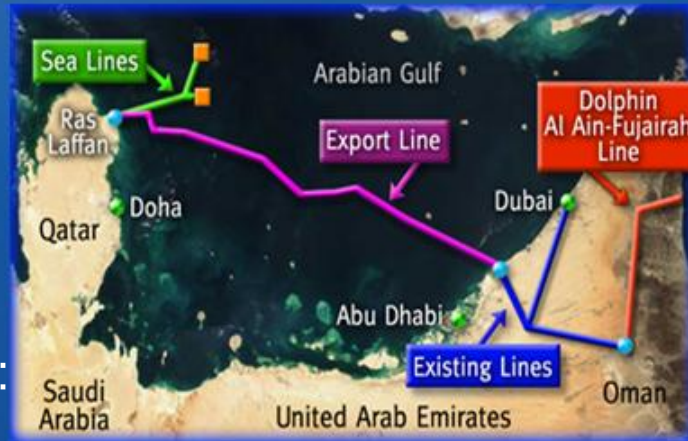 Sea Lines
Arabian Gulf
Ras
Laffan
Export Line
Dolphin
Al Ain-Fujairah
Line
Doha
Dubai
Qatar
Abu Dhabi
:
Existing Lines
Saudi
Arabia
United Arab Emirates
Oman